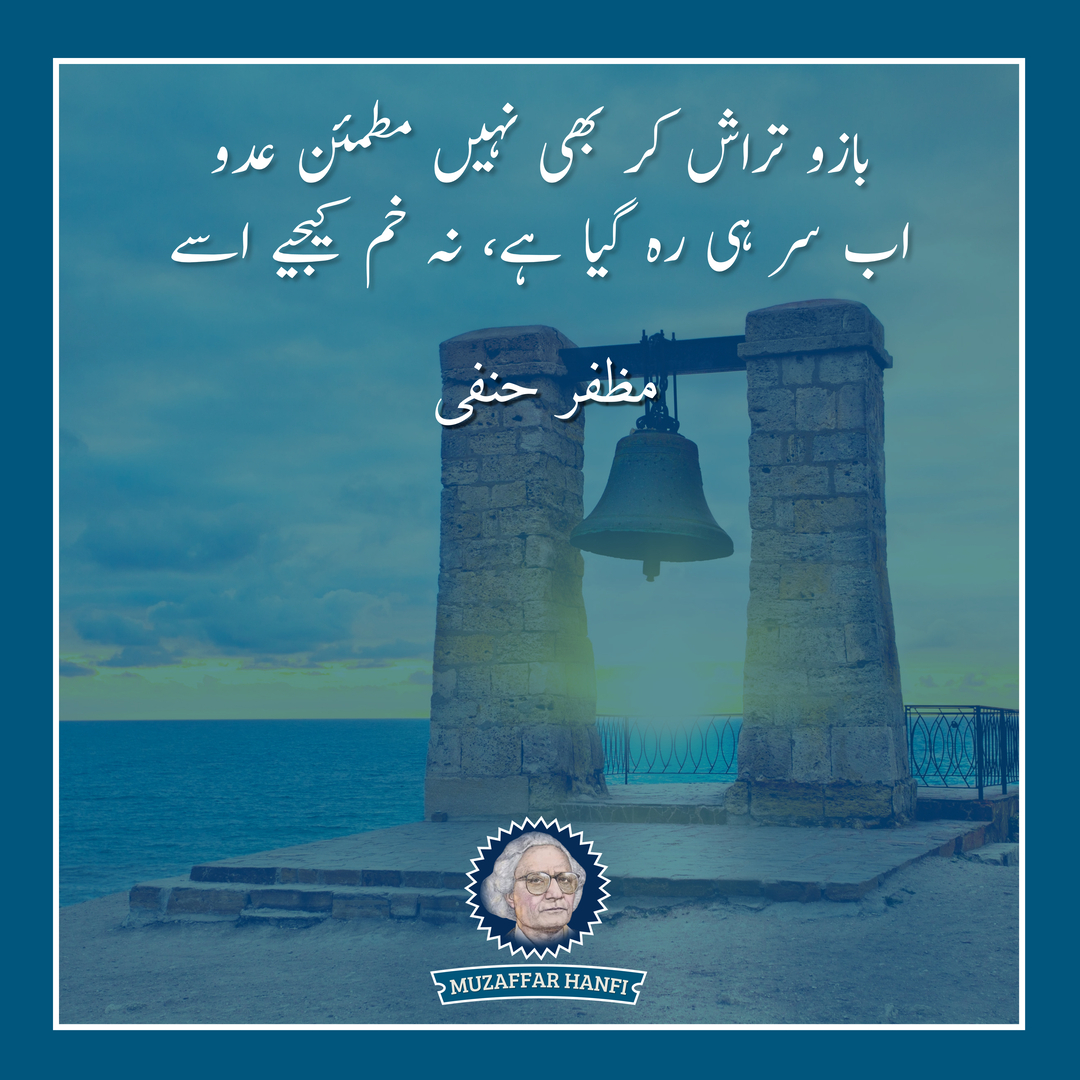 بازو تراش کر بھی نہیں مطمئن عدو
اب سر ہی رہ گیا ہے، نہ خم کیجیے اسے
مظفر حنفی
MUZAFFAR HANFI